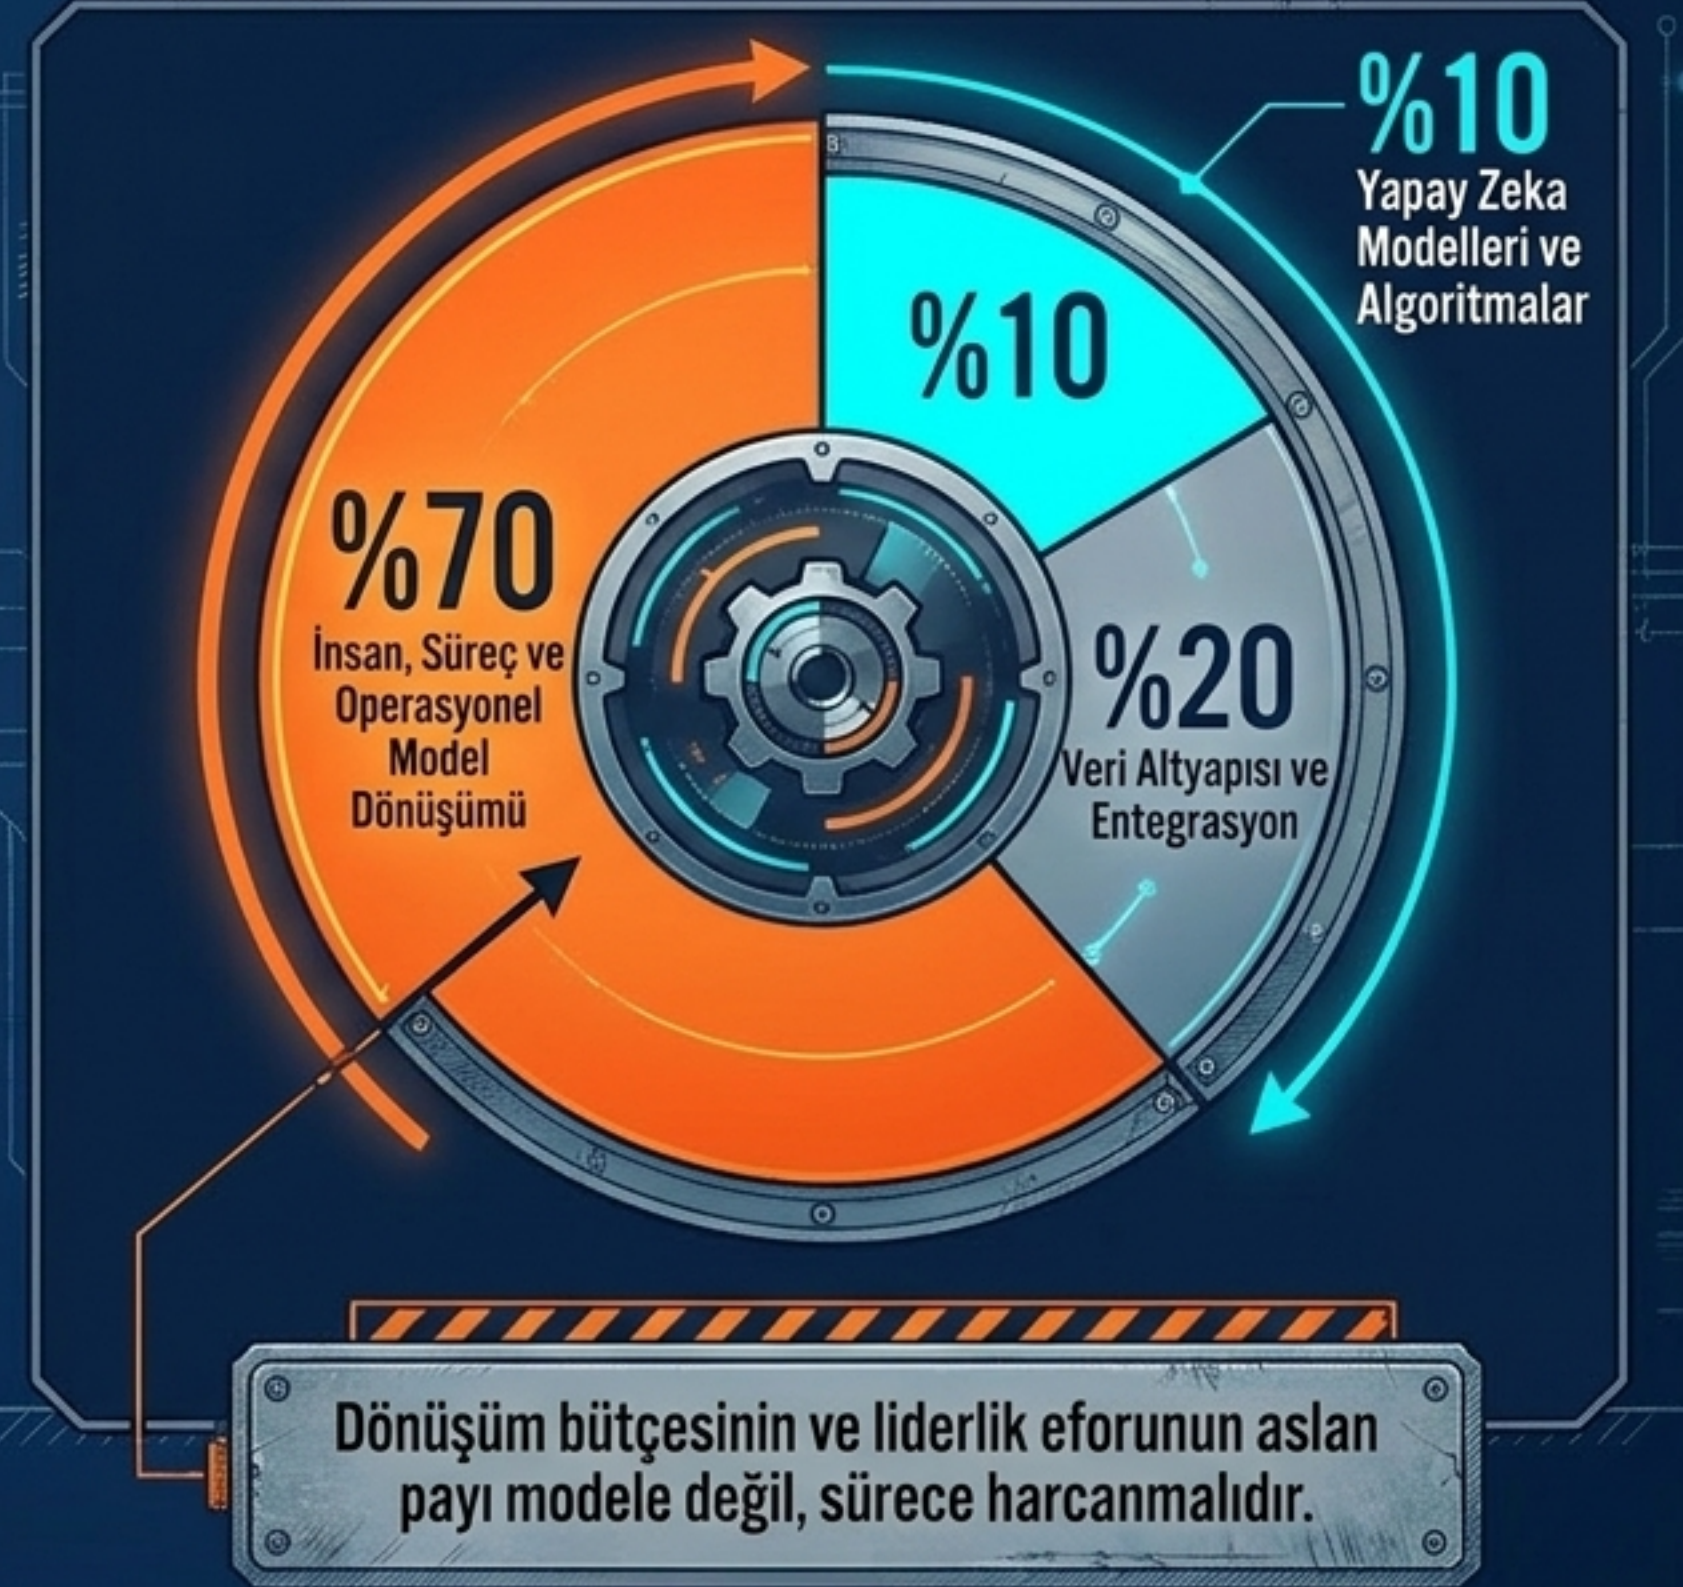 %10
Yapay Zeka
Modelleri ve
Algoritmalar
%10
%70
İnsan, Süreç ve
Operasyonel
Model
Dönüşümü
%20
Veri Altyapısı ve
Entegrasyon
Dönüşüm bütçesinin ve liderlik eforunun aslan
payı modele değil, sürece harcanmalıdır.